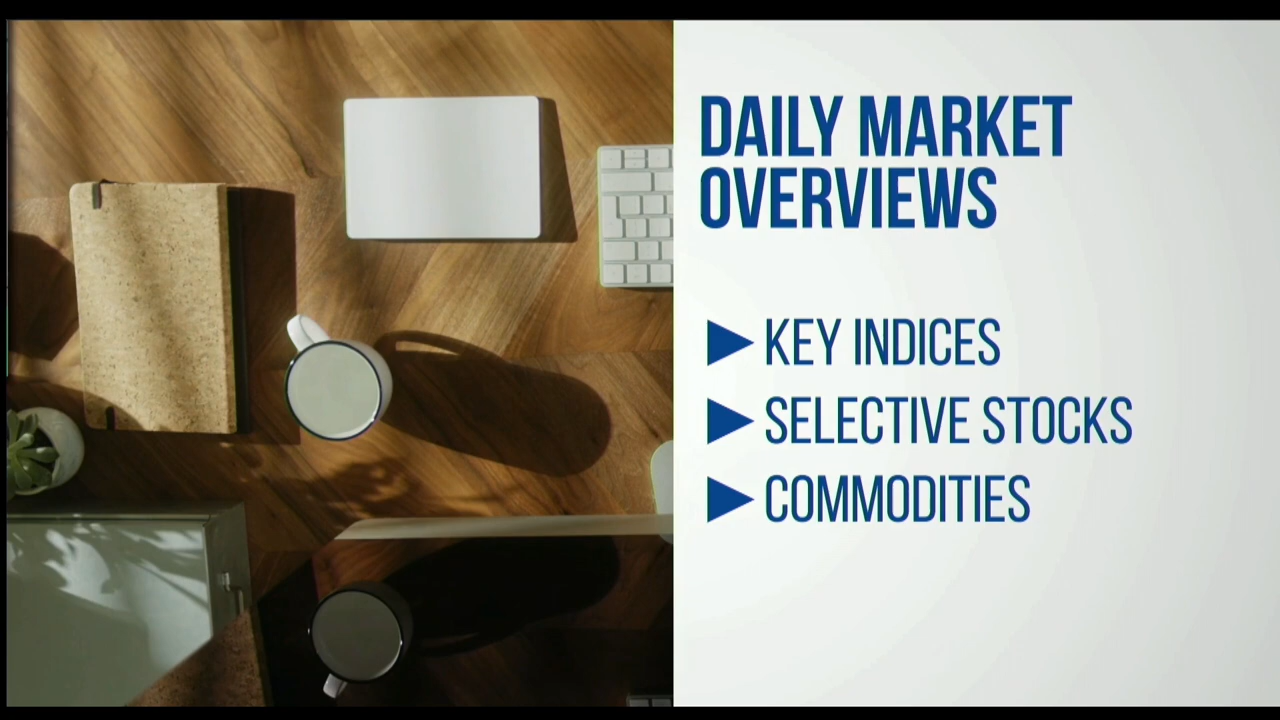 DAILY MARKET
OVERVIEWS
KEY INDICES
SELECTIVE STOCKS
COMMODITIES